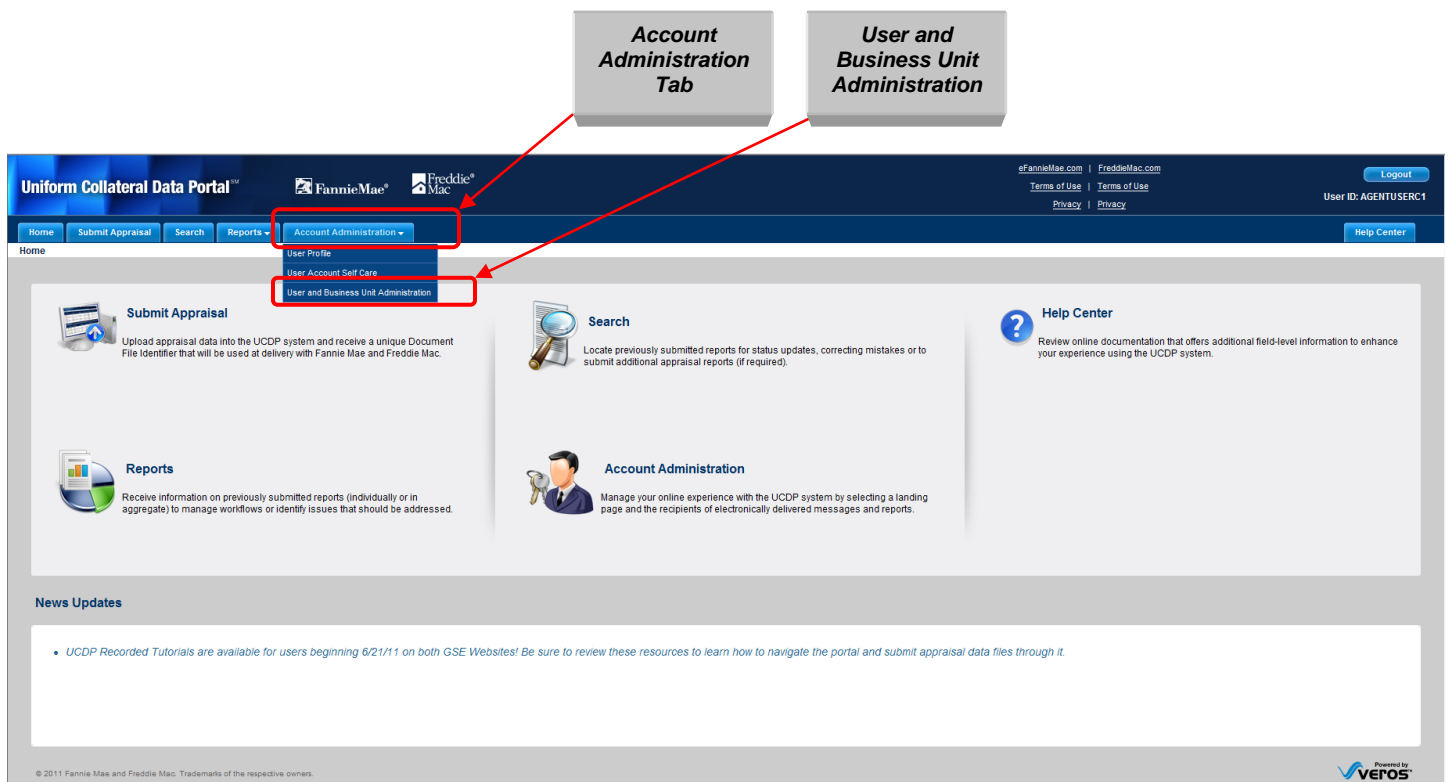 Account
Administration
Tab
User and
Business Unit
Administration
Uniform Collateral Data Portal℠
FannieMae®
Freddie®
Mac
eFannieMae.com | FreddieMac.com
Terms of Use | Terms of Use
Privacy | Privacy
Logout
User ID: AGENTUSERC1
Home
Submit Appraisal
Search
Reports
Account Administration
Help Center
Home
User Profile
User Account Self Care
User and Business Unit Administration
Submit Appraisal
Upload appraisal data into the UCDP system and receive a unique Document
File Identifier that will be used at delivery with Fannie Mae and Freddie Mac.
Search
Locate previously submitted reports for status updates, correcting mistakes or to
submit additional appraisal reports (if required).
Help Center
Review online documentation that offers additional field-level information to enhance
your experience using the UCDP system.
Reports
Receive information on previously submitted reports (individually or in
aggregate) to manage workflows or identify issues that should be addressed.
Account Administration
Manage your online experience with the UCDP system by selecting a landing
page and the recipients of electronically delivered messages and reports.
News Updates
• UCDP Recorded Tutorials are available for users beginning 6/21/11 on both GSE Websites! Be sure to review these resources to learn how to navigate the portal and submit appraisal data files through it.
© 2011 Fannie Mae and Freddie Mac. Trademarks of the respective owners.
Powered by
veros™